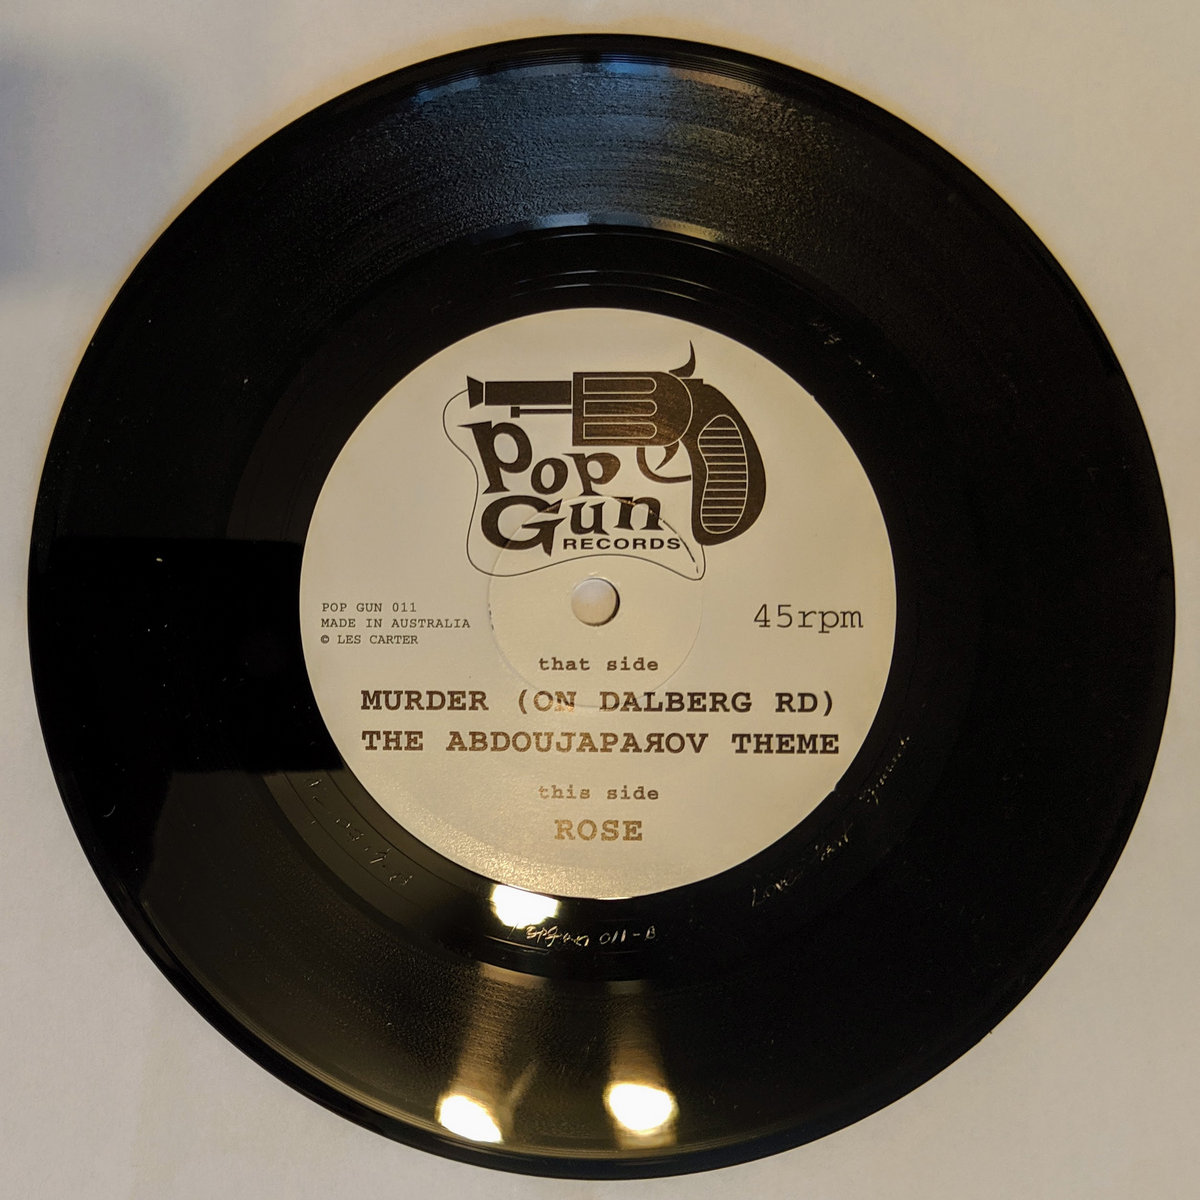 Pop
Gun
RECORDS
POP GUN 011
MADE IN AUSTRALIA
© LES CARTER
45rpm
that side
MURDER (ON DALBERG RD)
THE ABDOUJAPAЯOV THEME
this side
ROSE
011-B